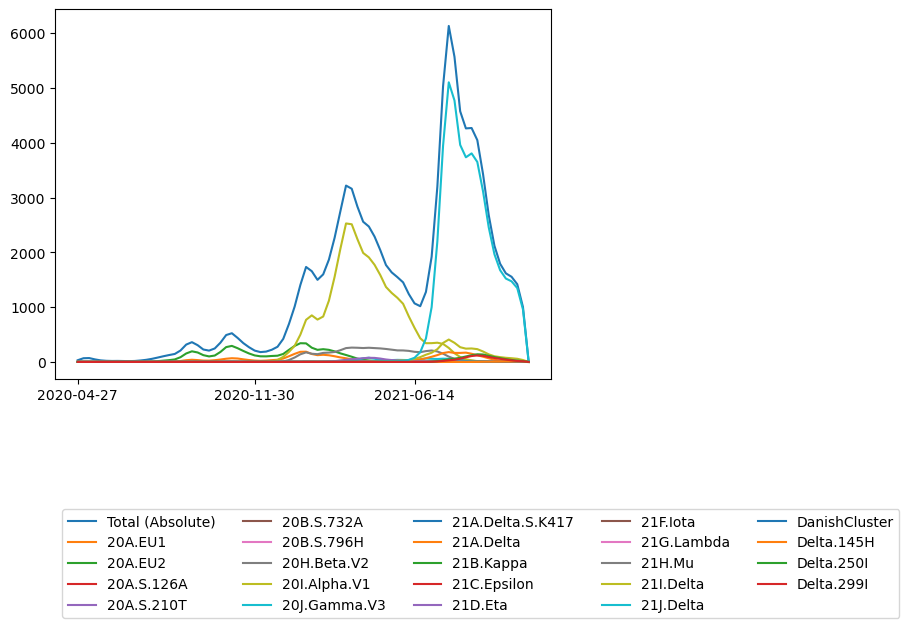 6000
5000
4000
3000
2000
1000
0
2020-04-27 2020-11-30 2021-06-14
Total (Absolute) 20B.S.732A 21A.Delta.S.K417 21F.Iota DanishCluster
20A.EU1 20B.S.796H 21A.Delta 21G.Lambda Delta.145H
20A.EU2 20H.Beta.V2 21B.Kappa 21H.Mu Delta.250I
20A.S.126A 20I.Alpha.V1 21C.Epsilon 21I.Delta Delta.299I
20A.S.210T 20J.Gamma.V3 21D.Eta 21J.Delta